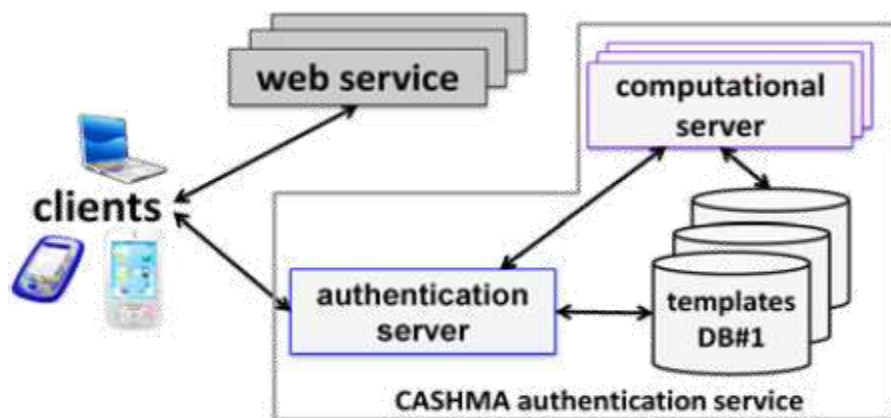 web service
computational
server
clients
authentication
server
templates
DB#1
CASHMA authentication service